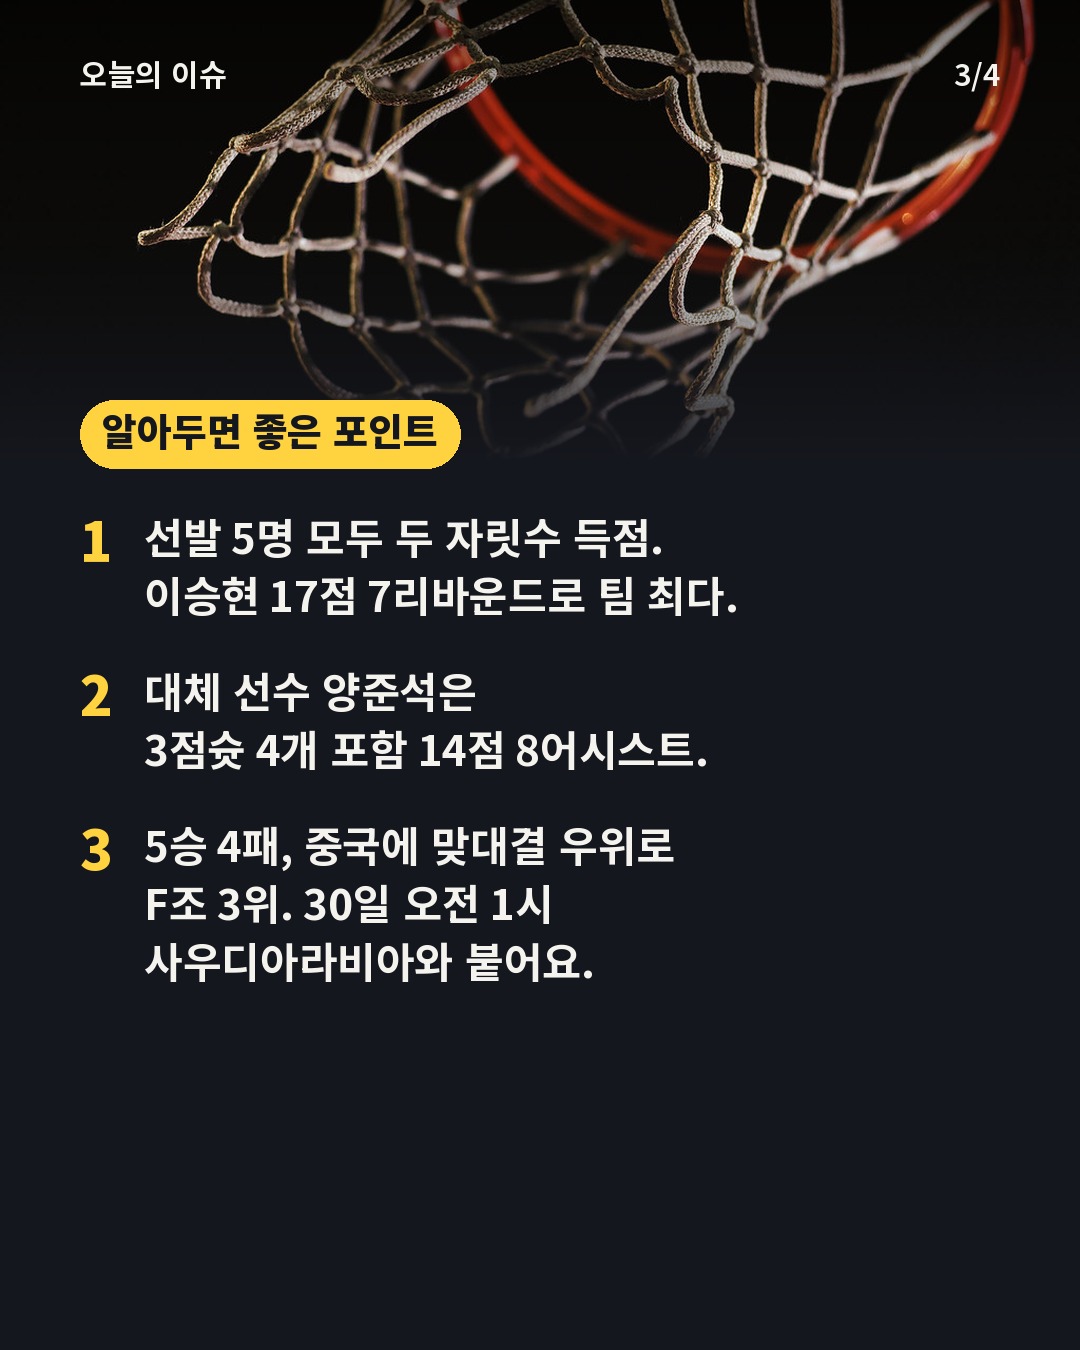 오늘의 이슈
3/4
알아두면 좋은 포인트
1 선발 5명 모두 두 자릿수 득점.
이승현 17점 7리바운드로 팀 최다.
2 대체 선수 양준석은
3점슛 4개 포함 14점 8어시스트.
3 5승 4패, 중국에 맞대결 우위로
F조 3위. 30일 오전 1시
사우디아라비아와 붙어요.